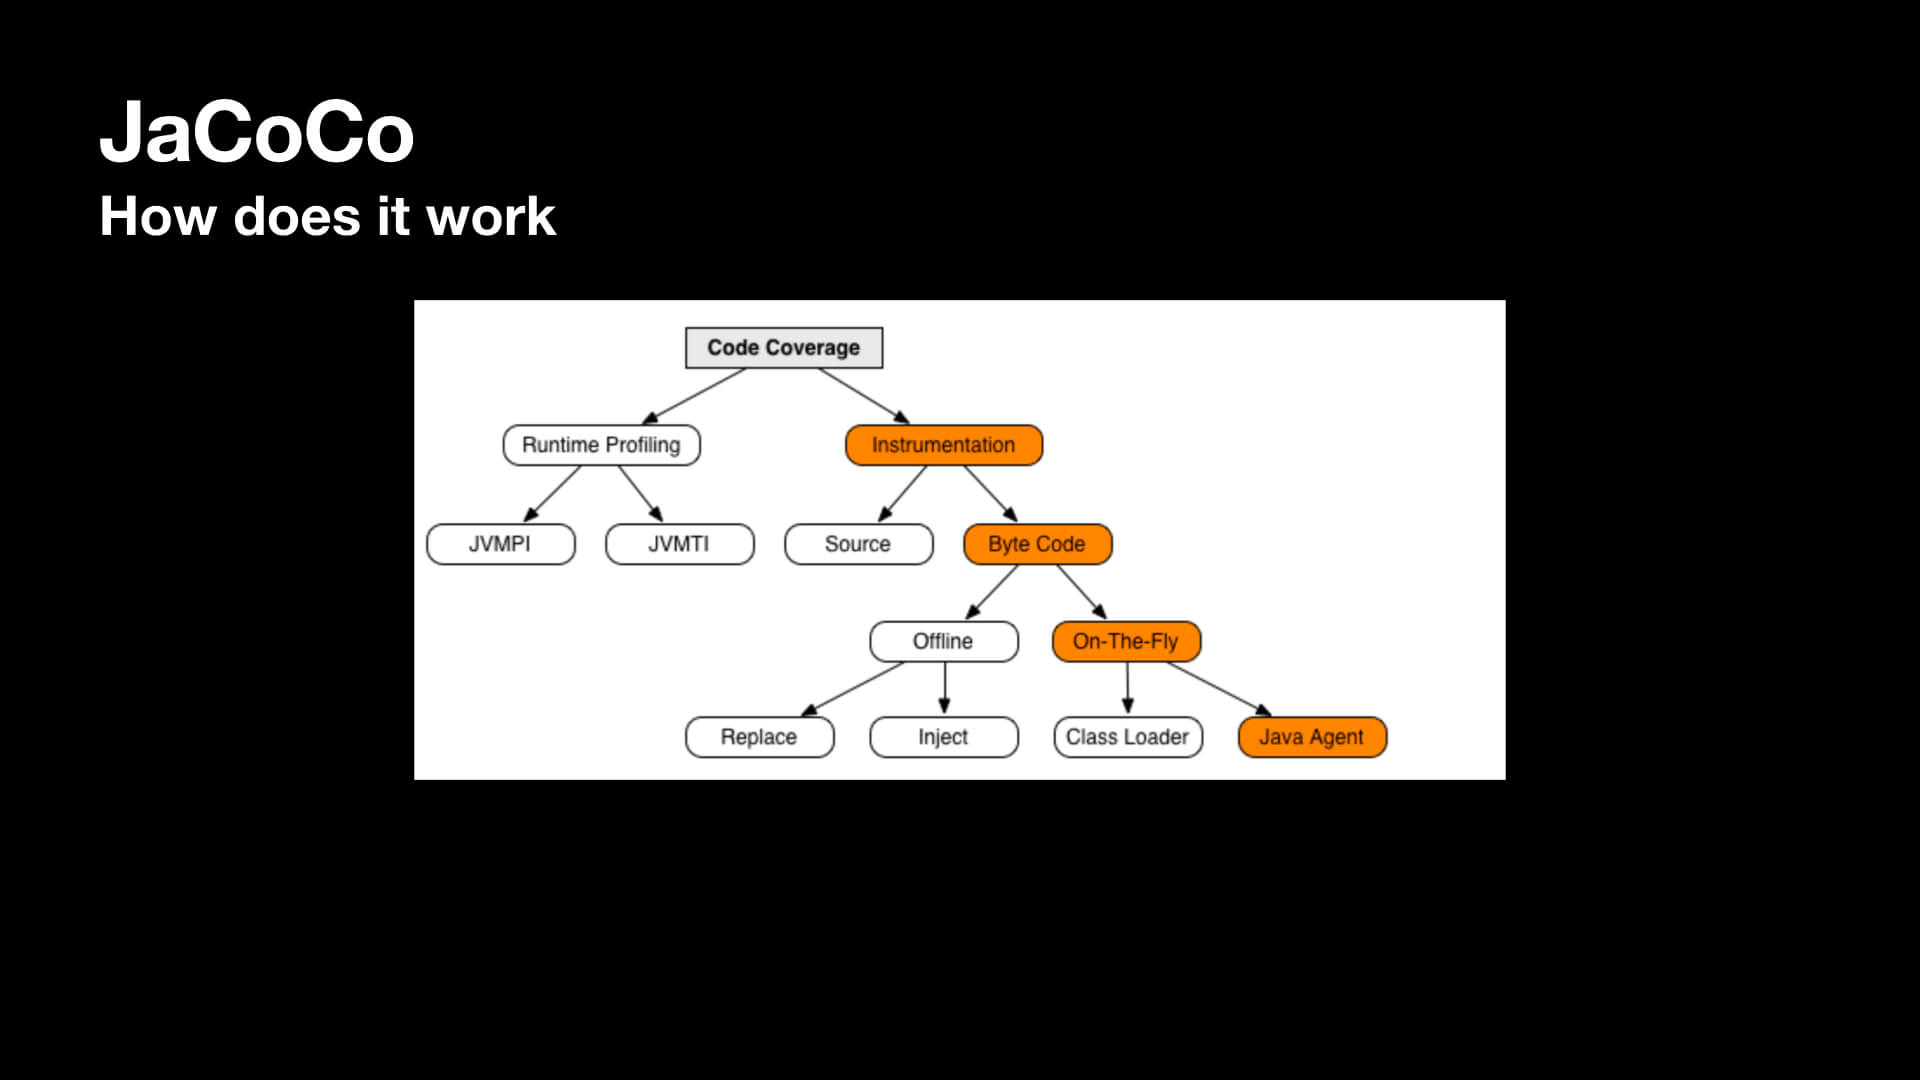 JaCoCo
How does it work
Code Coverage
Runtime Profiling
Instrumentation
JVMPI
JVMTI
Source
Byte Code
Offline
On-The-Fly
Replace
Inject
Class Loader
Java Agent